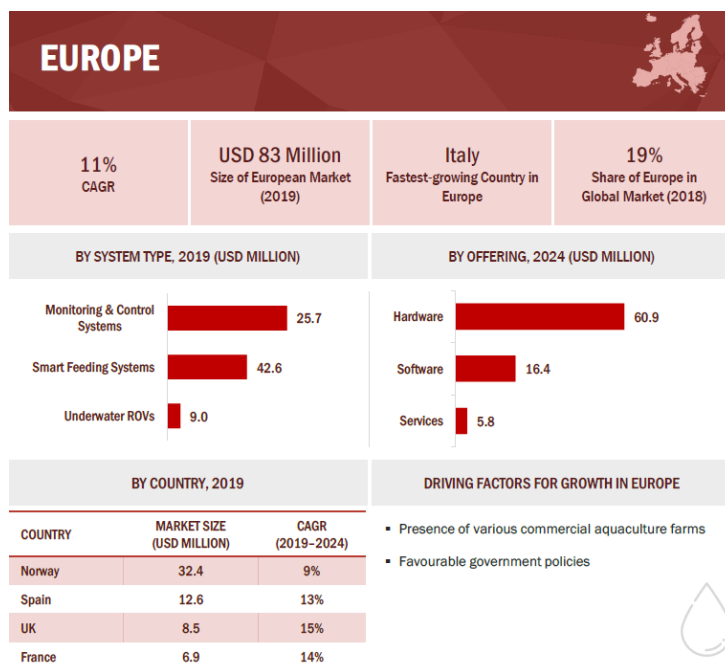 EUROPE
11%
CAGR
USD 83 Million
Size of European Market
(2019)
Italy
Fastest-growing Country in
Europe
19%
Share of Europe in
Global Market (2018)
BY SYSTEM TYPE, 2019 (USD MILLION)
Monitoring & Control
Systems
25.7
Smart Feeding Systems
42.6
Underwater ROVs
9.0
BY OFFERING, 2024 (USD MILLION)
Hardware
60.9
Software
16.4
Services
5.8
BY COUNTRY, 2019
COUNTRY MARKET SIZE (USD MILLION) CAGR (2019–2024)
Norway 32.4 9%
Spain 12.6 13%
UK 8.5 15%
France 6.9 14%
DRIVING FACTORS FOR GROWTH IN EUROPE
▪ Presence of various commercial aquaculture farms
▪ Favourable government policies